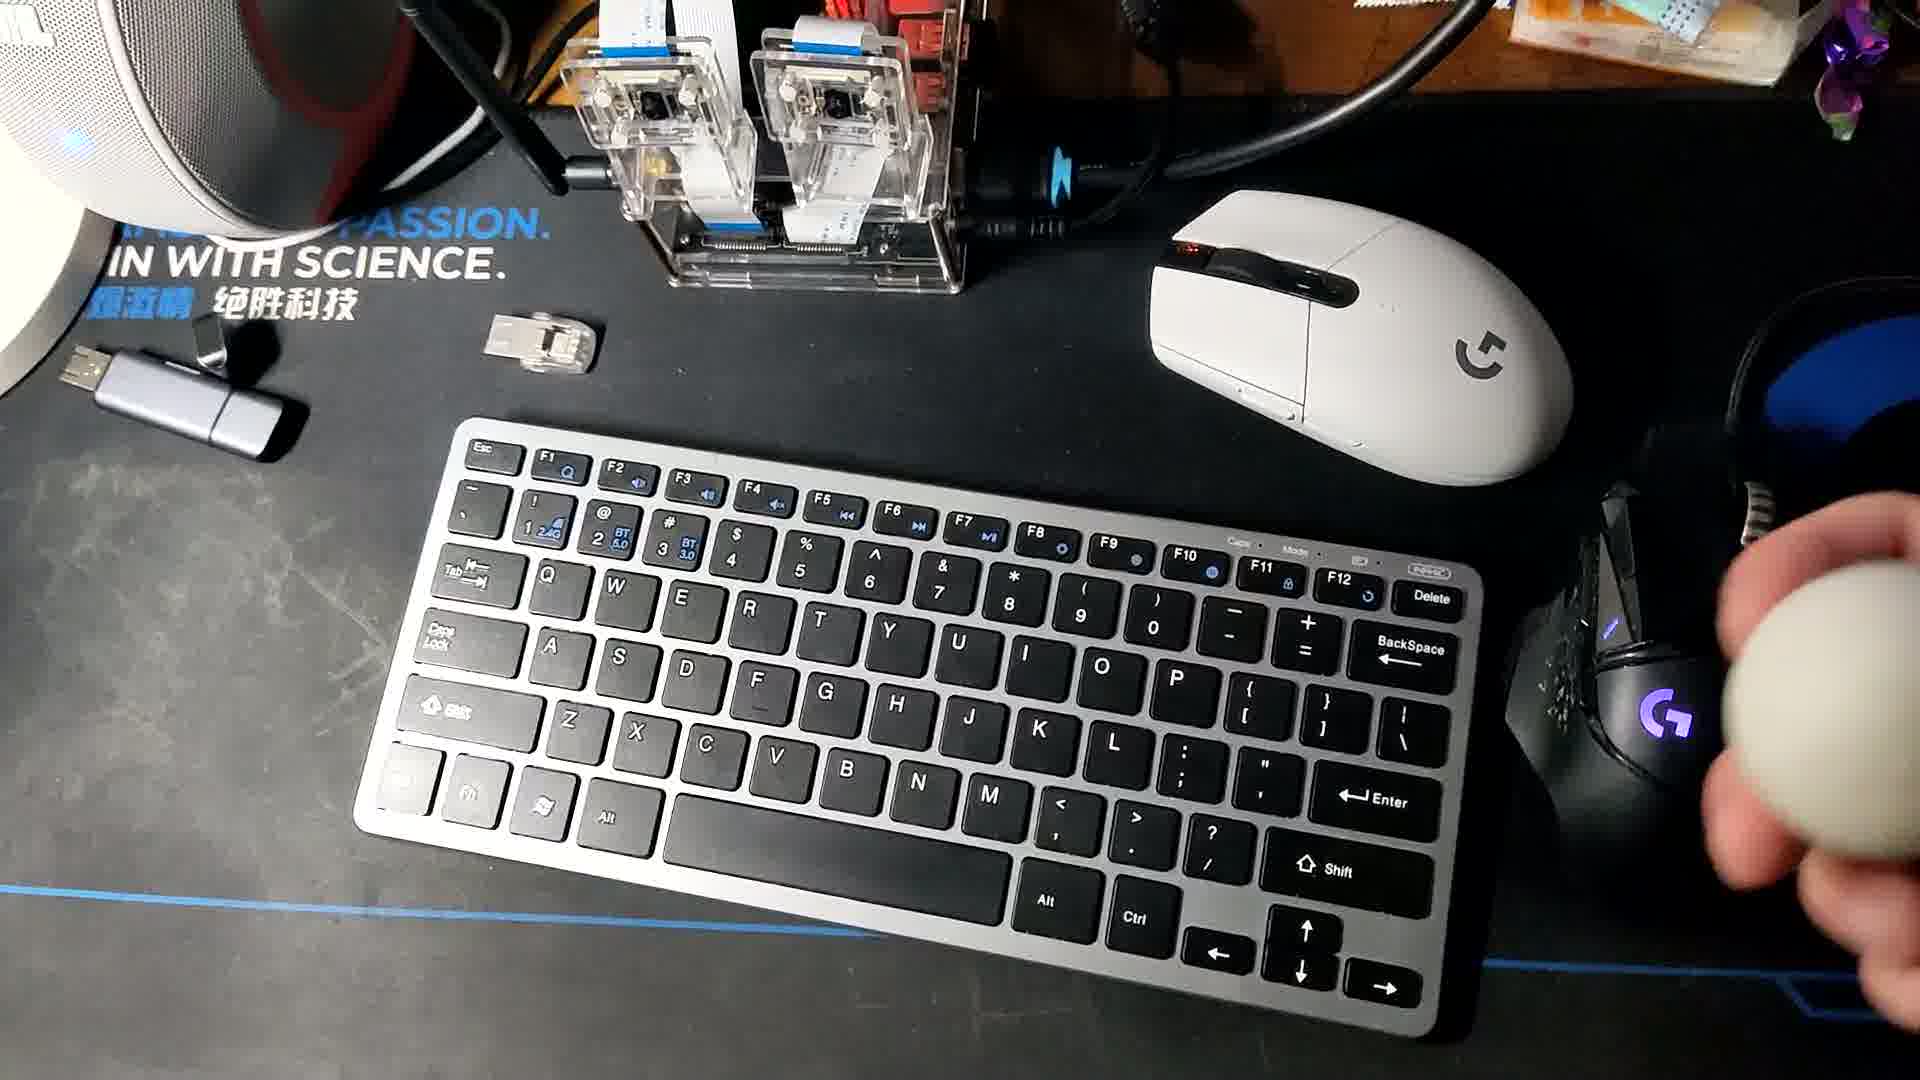 PASSION.
IN WITH SCIENCE.
绝胜科技
Esc F1 F2 F3 F4 F5 F6 F7 F8 F9 F10 F11 F12 Delete
Caps Mode
~ ` ! 1 2.4G @ 2 BT 5.0 # 3 BT 3.0 $ 4 % 5 ^ 6 & 7 * 8 ( 9 ) 0 - + = BackSpace
Tab Q W E R T Y U I O P { [ } ] | \
Caps Lock A S D F G H J K L : ; " ' Enter
Shift Z X C V B N M < , > . ? / Shift
Fn Alt Alt Ctrl ← ↑ ↓ →
G
G